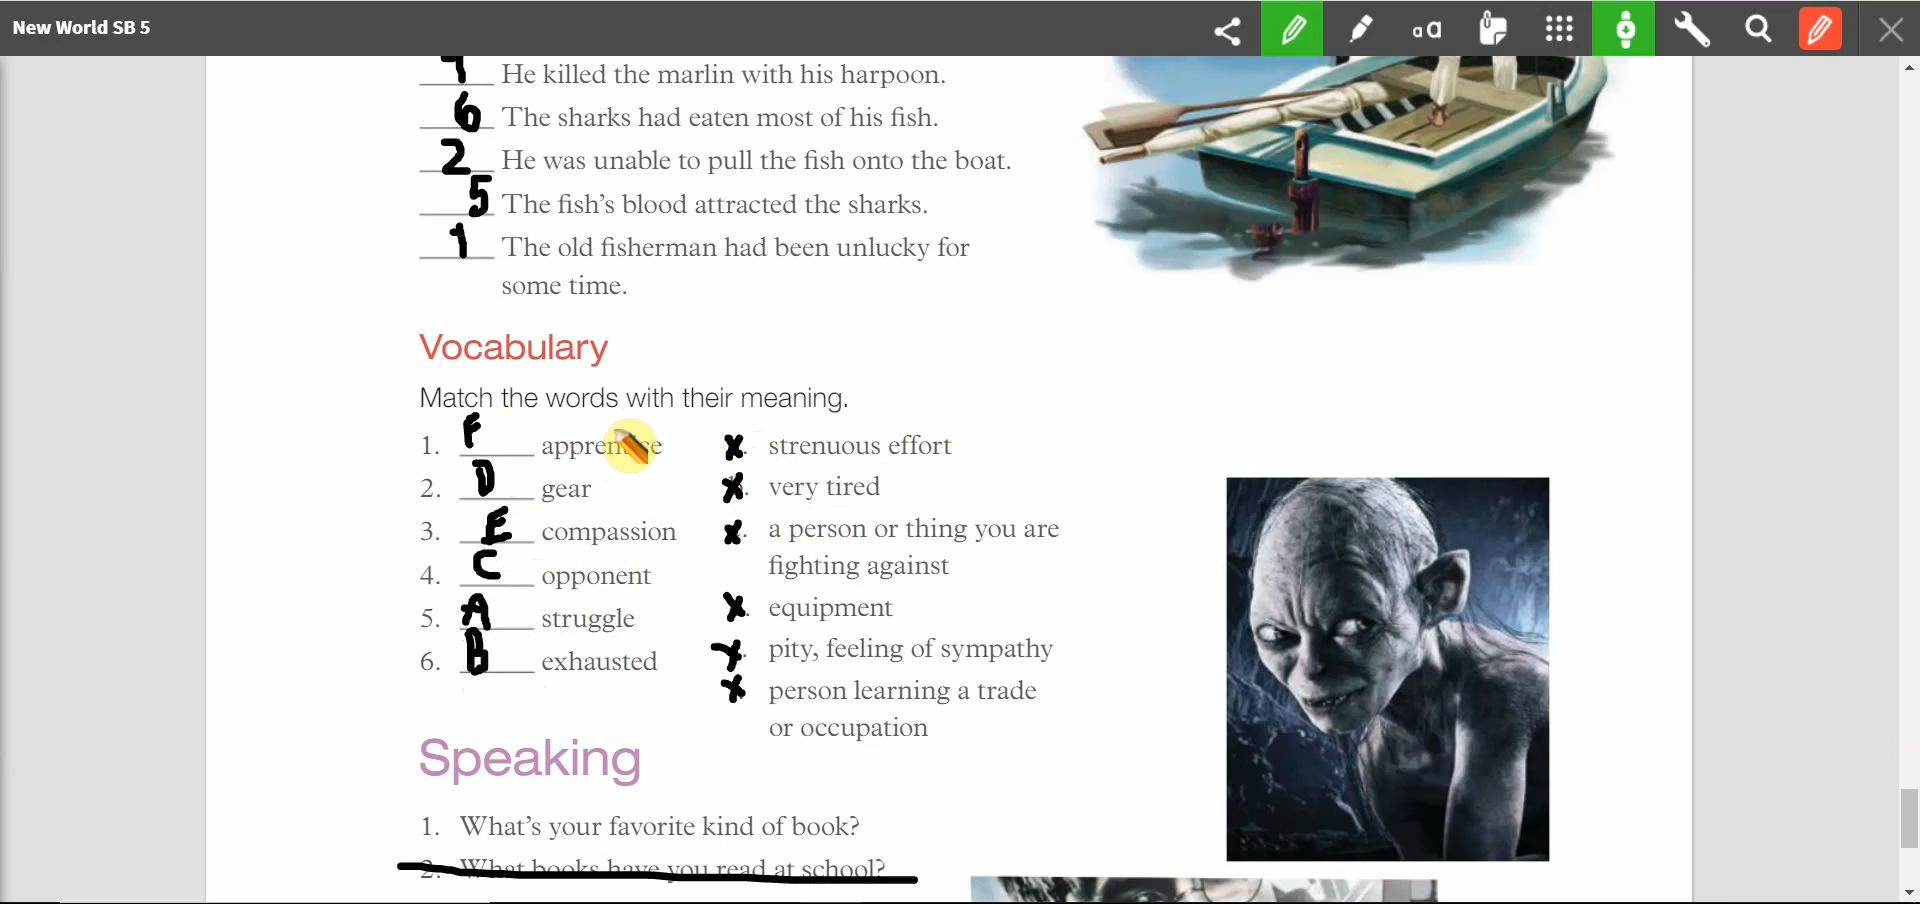 New World SB 5
aa
He killed the marlin with his harpoon.
6 The sharks had eaten most of his fish.
2 He was unable to pull the fish onto the boat.
5 The fish's blood attracted the sharks.
1 The old fisherman had been unlucky for
some time.
Vocabulary
Match the words with their meaning.
1. F
strenuous effort
2. D gear
very tired
3. E compassion
a person or thing you are
fighting against
4. C opponent
equipment
5. A struggle
pity, feeling of sympathy
6. B exhausted
person learning a trade
or occupation
Speaking
1. What's your favorite kind of book?
2. What books have you read at school?